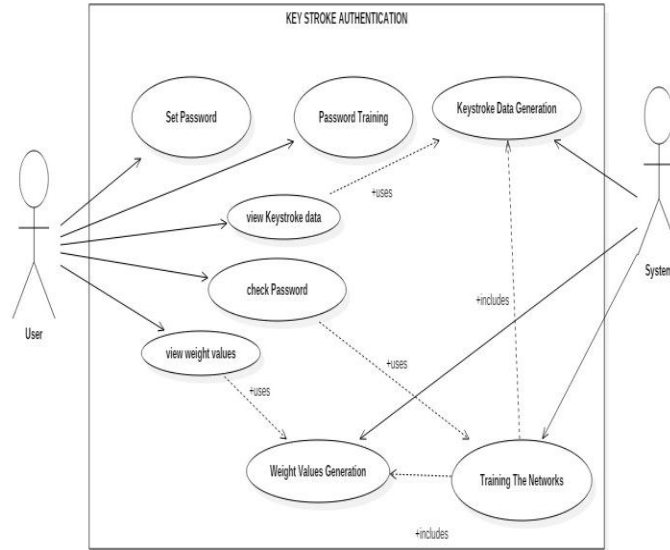 KEY STROKE AUTHENTICATION
Set Password
Password Training
Keystroke Data Generation
+uses
view Keystroke data
User
System
check Password
+includes
view weight values
+uses
+uses
Weight Values Generation
Training The Networks
+includes